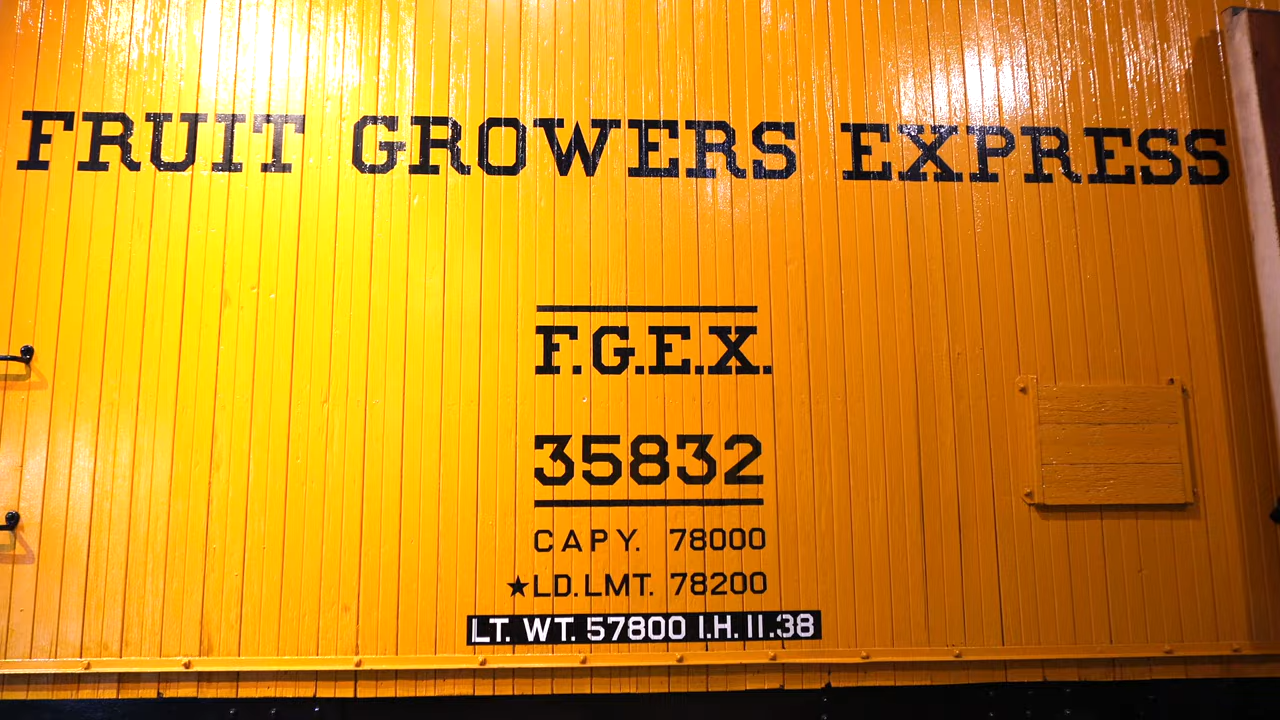 FRUIT GROWERS EXPRESS
F.G.E.X.
35832
CAPY. 78000
★LD.LMT. 78200
LT. WT. 57800 I.H. 11.38